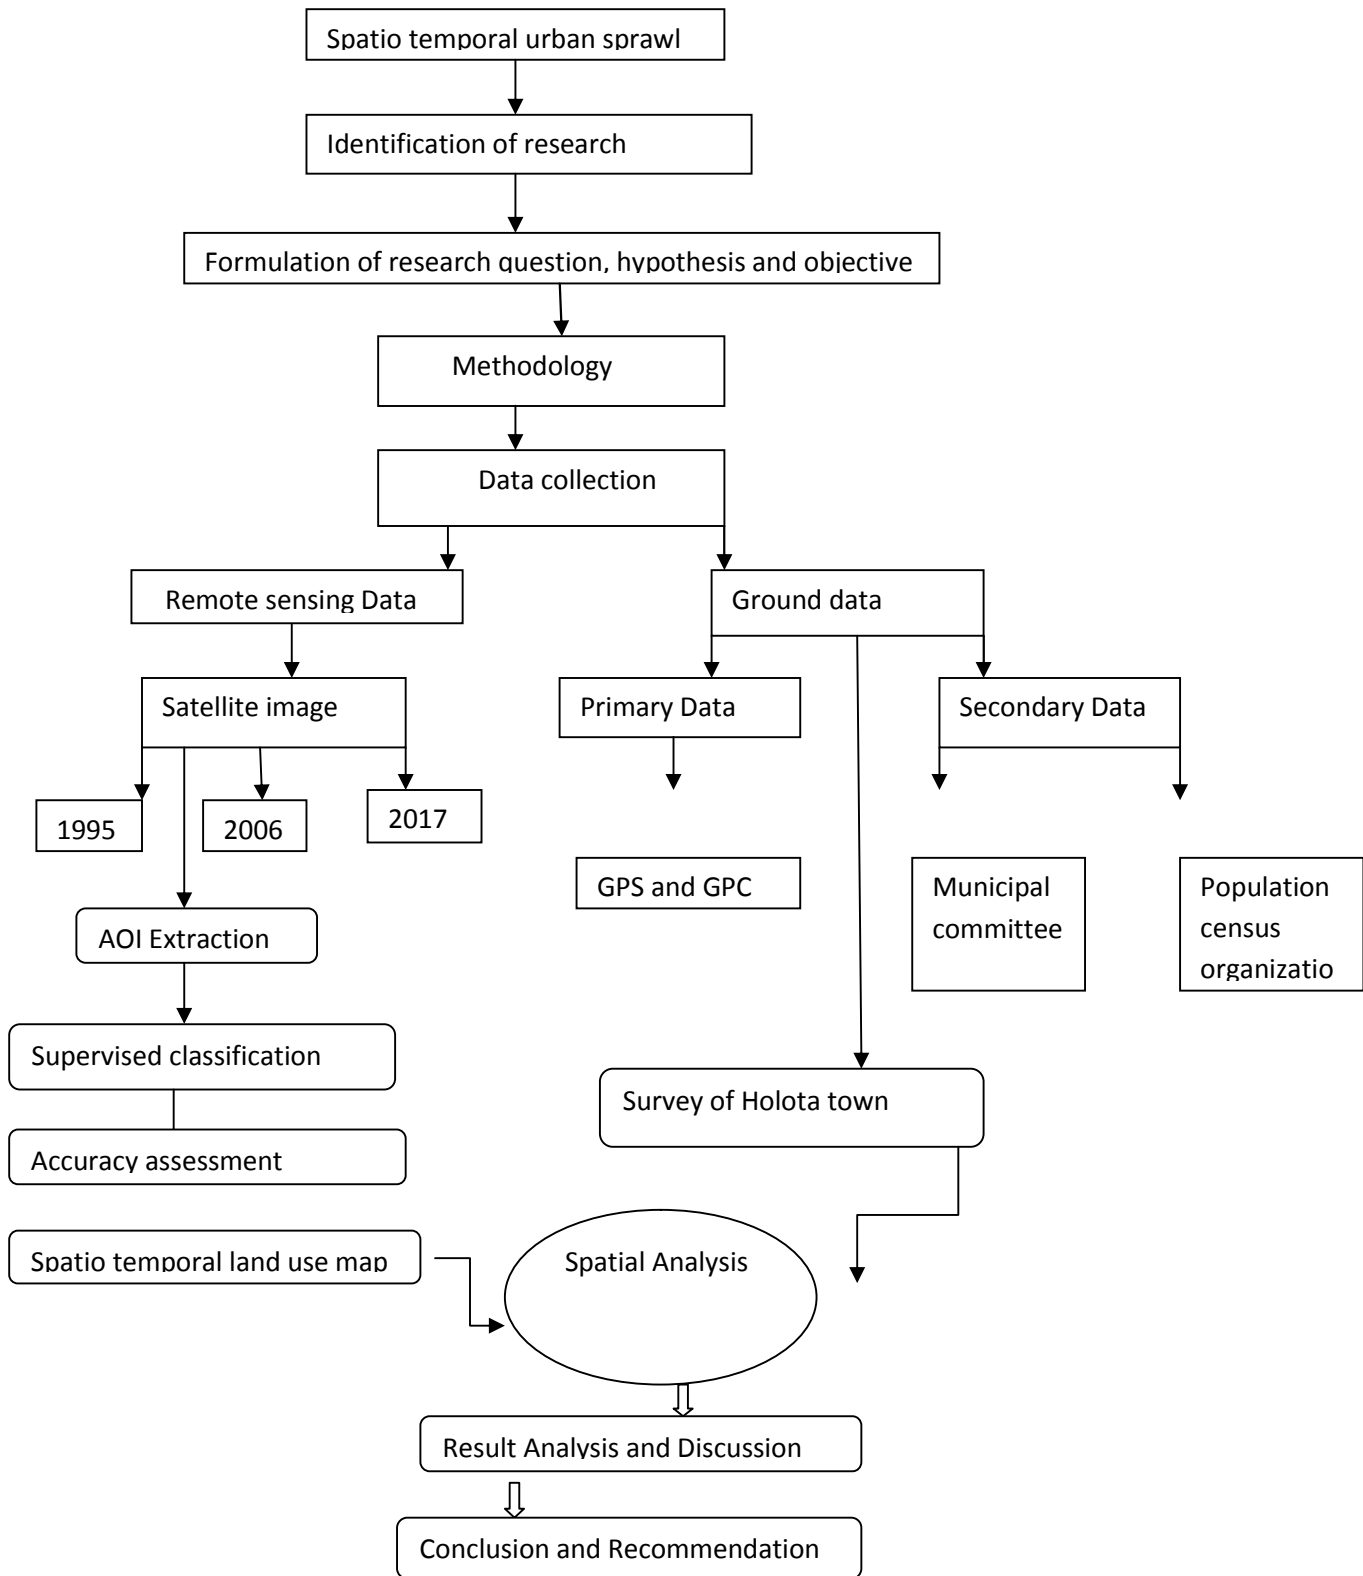 Spatio temporal urban sprawl
Identification of research
Formulation of research question, hypothesis and objective
Methodology
Data collection
Remote sensing Data
Ground data
Satellite image
Primary Data
Secondary Data
1995
2006
2017
GPS and GPC
Municipal
committee
Population
census
organizatio
AOI Extraction
Supervised classification
Survey of Holota town
Accuracy assessment
Spatio temporal land use map
Spatial Analysis
Result Analysis and Discussion
Conclusion and Recommendation